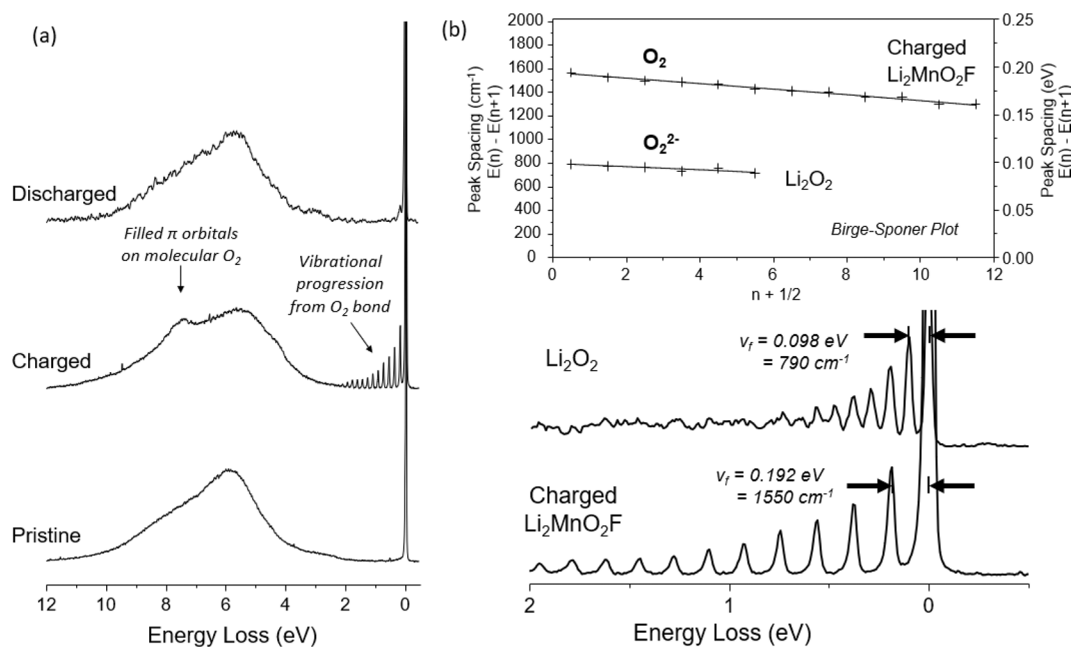 (a)
Discharged
Filled π orbitals
on molecular O₂
Vibrational
progression
from O₂ bond
Charged
Pristine
12 10 8 6 4 2 0
Energy Loss (eV)
(b)
2000
1800
1600
1400
1200
1000
800
600
400
200
0
Peak Spacing (cm⁻¹)
E(n) - E(n+1)
O₂
Charged
Li₂MnO₂F
O₂²⁻
Li₂O₂
Birge-Sponer Plot
0.25
0.20
0.15
0.10
0.05
0.00
Peak Spacing (eV)
E(n) - E(n+1)
0 2 4 6 8 10 12
n + 1/2
Li₂O₂
v_f = 0.098 eV
= 790 cm⁻¹
Charged
Li₂MnO₂F
v_f = 0.192 eV
= 1550 cm⁻¹
2 1 0
Energy Loss (eV)